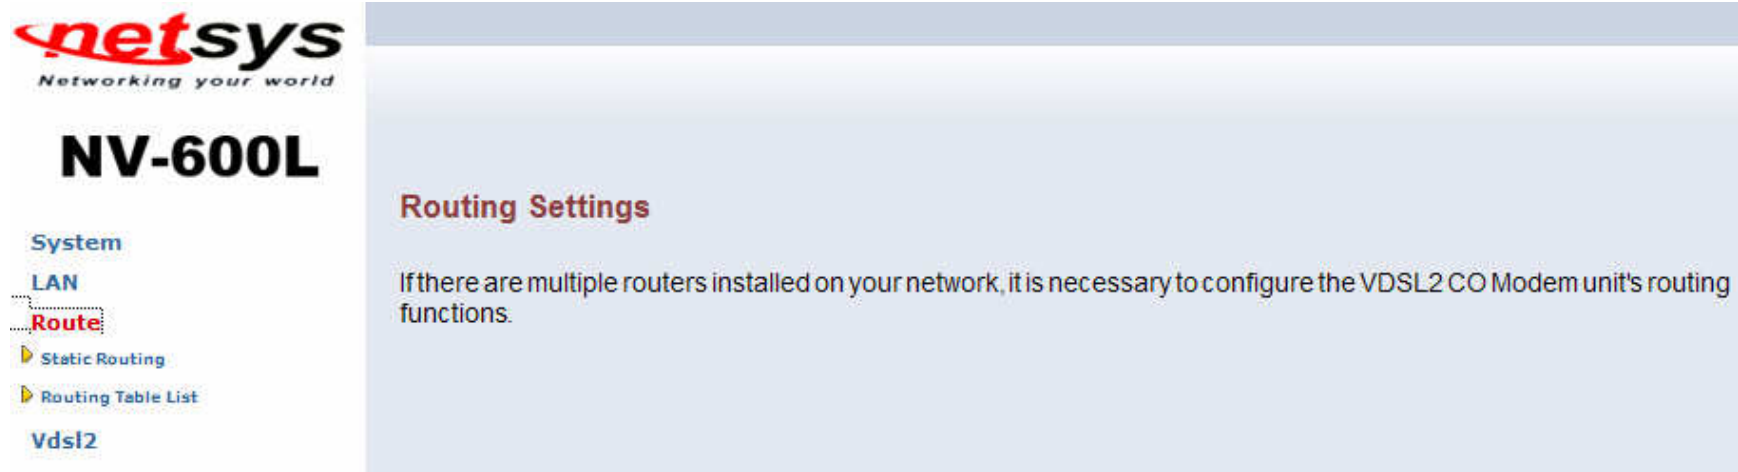 netsys
Networking your world
NV-600L
System
LAN
Route
Static Routing
Routing Table List
Vdsl2
Routing Settings
If there are multiple routers installed on your network, it is necessary to configure the VDSL2 CO Modem unit's routing
functions.